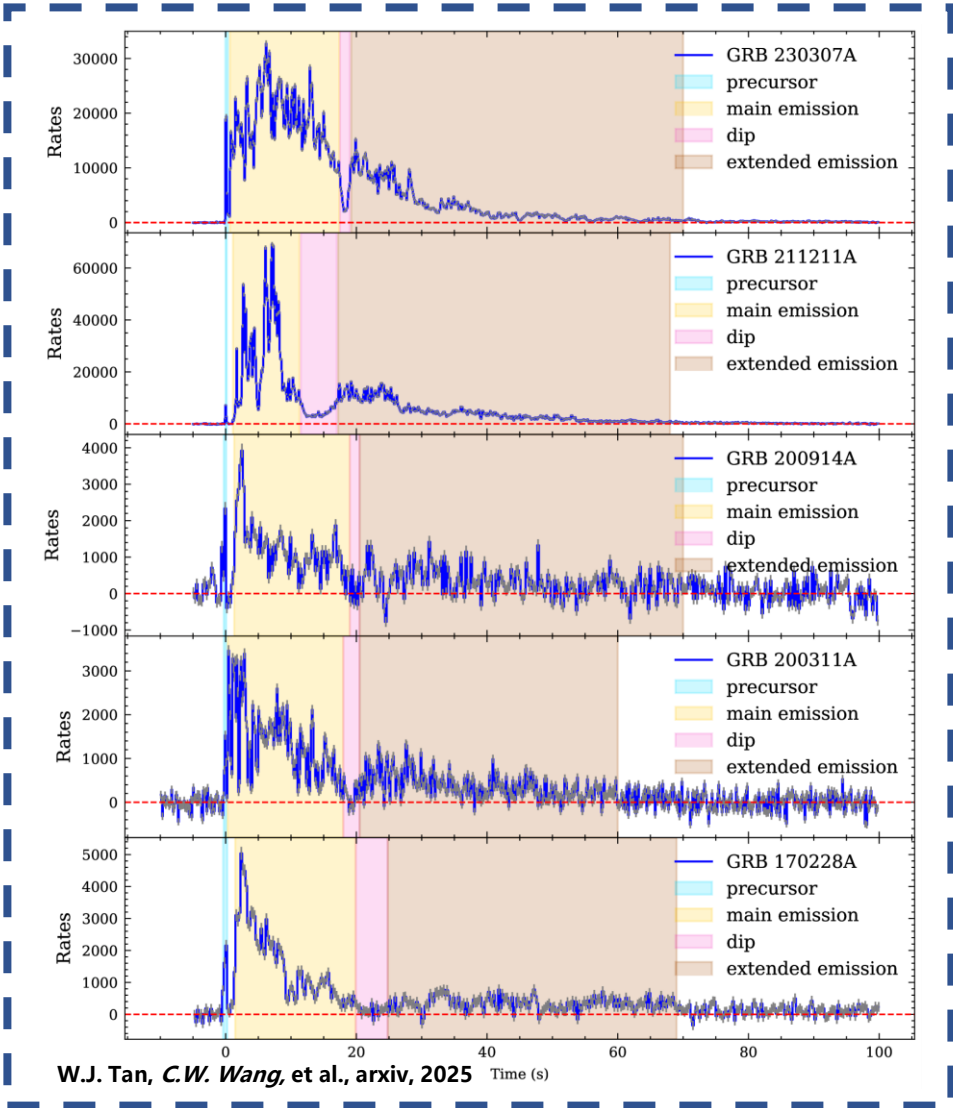 30000
20000
10000
0
Rates
GRB 230307A
precursor
main emission
dip
extended emission
60000
40000
20000
0
Rates
GRB 211211A
precursor
main emission
dip
extended emission
4000
3000
2000
1000
0
−1000
Rates
GRB 200914A
precursor
main emission
dip
extended emission
3000
2000
1000
0
Rates
GRB 200311A
precursor
main emission
dip
extended emission
5000
4000
3000
2000
1000
0
Rates
GRB 170228A
precursor
main emission
dip
extended emission
0 20 40 60 80 100
W.J. Tan, C.W. Wang, et al., arxiv, 2025 Time (s)